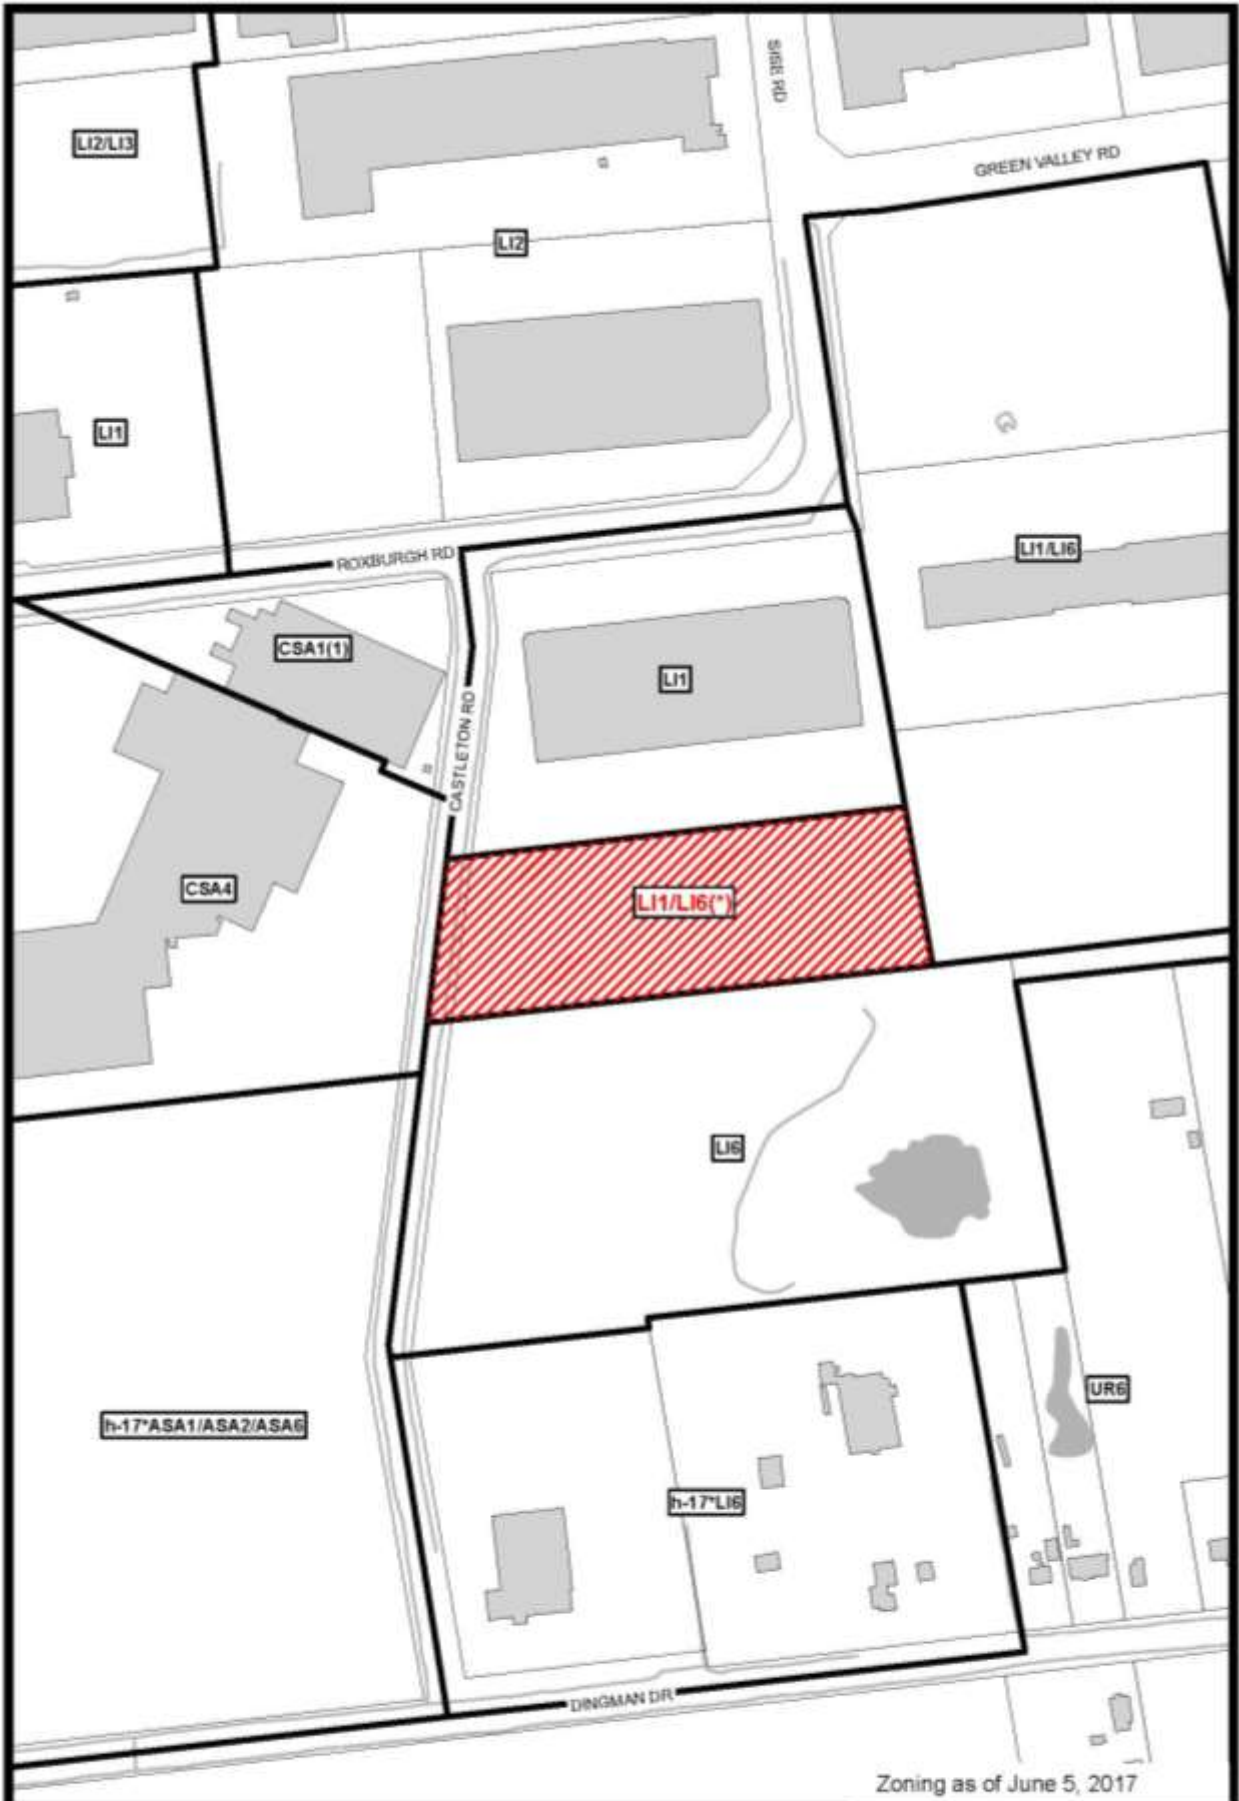 SISE RD
LI2/LI3
GREEN VALLEY RD
LI2
LI1
ROXBURGH RD
LI1/LI6
CSA1(1)
LI1
CASTLETON RD
CSA4
LI1/LI6(*)
LI6
UR6
h-17*ASA1/ASA2/ASA6
h-17*LI6
DINGMAN DR
Zoning as of June 5, 2017